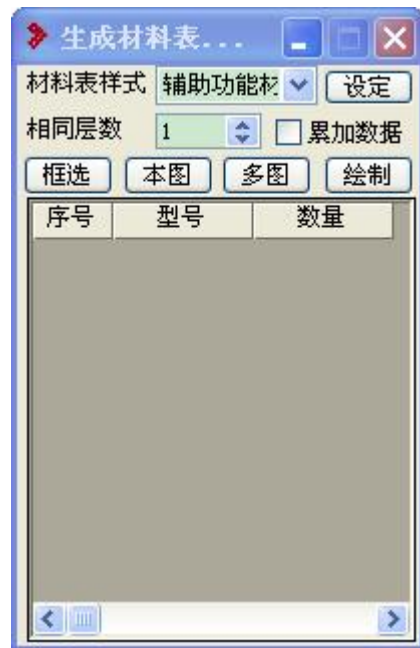 生成材料表...
材料表样式 辅助功能材 设定
相同层数 1 累加数据
框选 本图 多图 绘制
序号 型号 数量